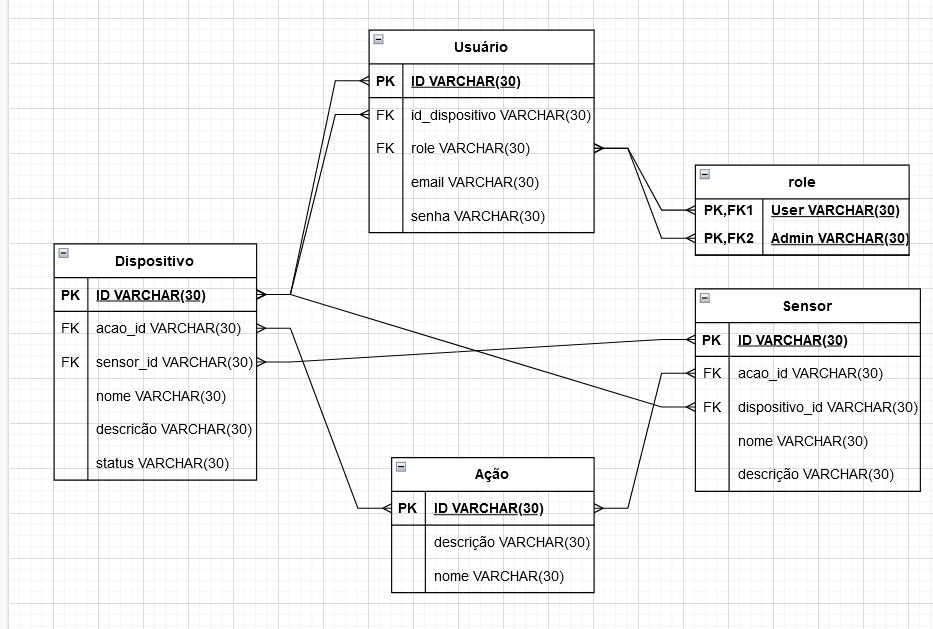 Usuário
PK ID VARCHAR(30)
FK id_dispositivo VARCHAR(30)
FK role VARCHAR(30)
email VARCHAR(30)
senha VARCHAR(30)
role
PK,FK1 User VARCHAR(30)
PK,FK2 Admin VARCHAR(30)
Dispositivo
PK ID VARCHAR(30)
FK acao_id VARCHAR(30)
FK sensor_id VARCHAR(30)
nome VARCHAR(30)
descricão VARCHAR(30)
status VARCHAR(30)
Sensor
PK ID VARCHAR(30)
FK acao_id VARCHAR(30)
FK dispositivo_id VARCHAR(30)
nome VARCHAR(30)
descrição VARCHAR(30)
Ação
PK ID VARCHAR(30)
descrição VARCHAR(30)
nome VARCHAR(30)